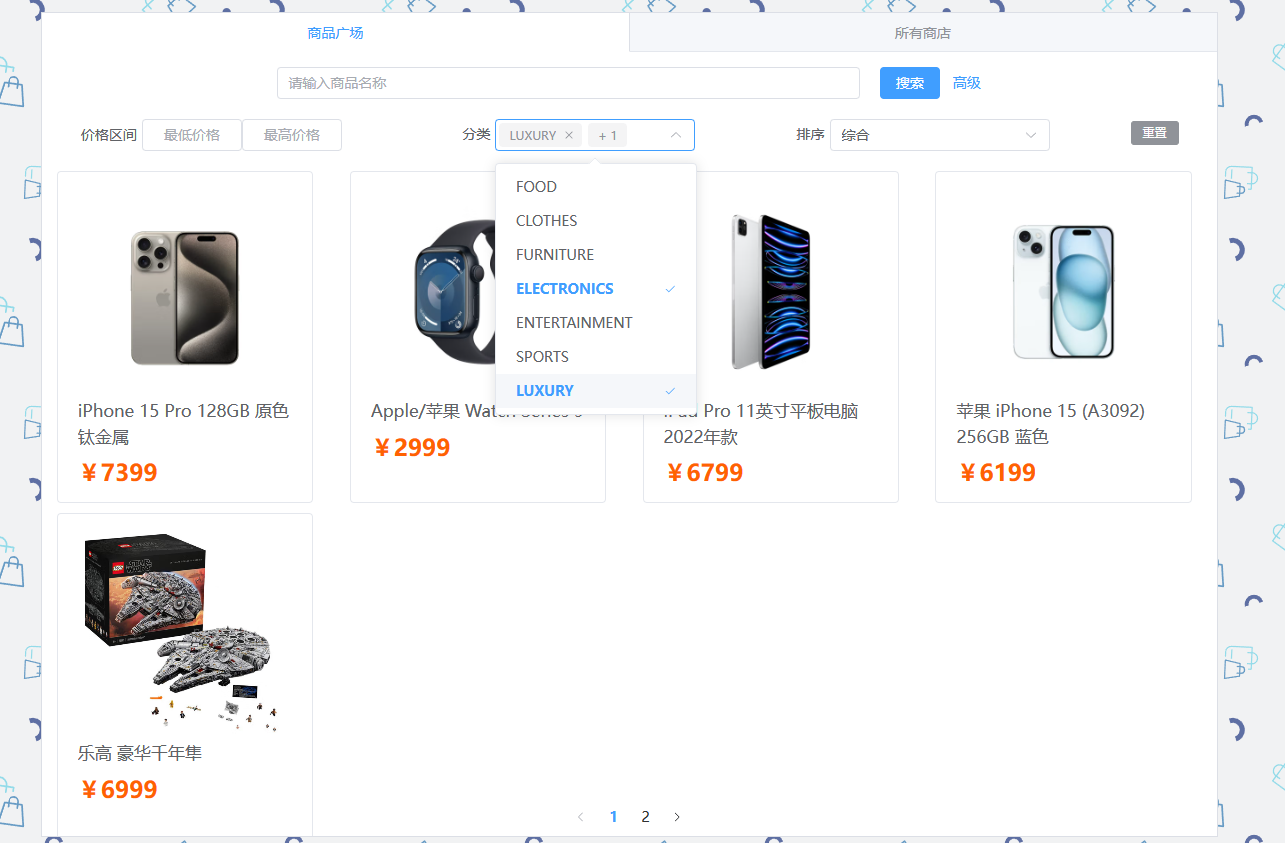 商品广场
所有商店
请输入商品名称
搜索
高级
价格区间
最低价格
最高价格
分类
LUXURY ×
+ 1
排序
综合
重置
FOOD
CLOTHES
FURNITURE
ELECTRONICS
ENTERTAINMENT
SPORTS
LUXURY
iPhone 15 Pro 128GB 原色
钛金属
￥7399
Apple/苹果
￥2999
Pro 11英寸平板电脑
2022年款
￥6799
苹果 iPhone 15 (A3092)
256GB 蓝色
￥6199
LEGO
STAR WARS
乐高 豪华千年隼
￥6999
< 1 2 >